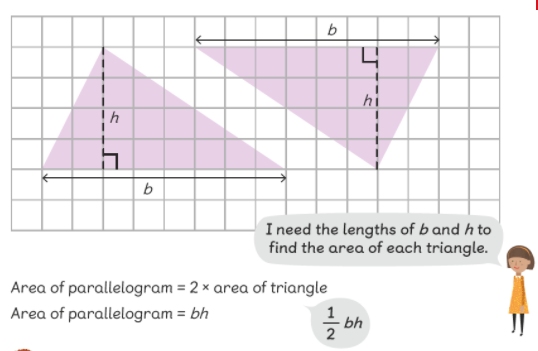 b
h
h
b
I need the lengths of b and h to
find the area of each triangle.
Area of parallelogram = 2 × area of triangle
Area of parallelogram = bh
1/2 bh